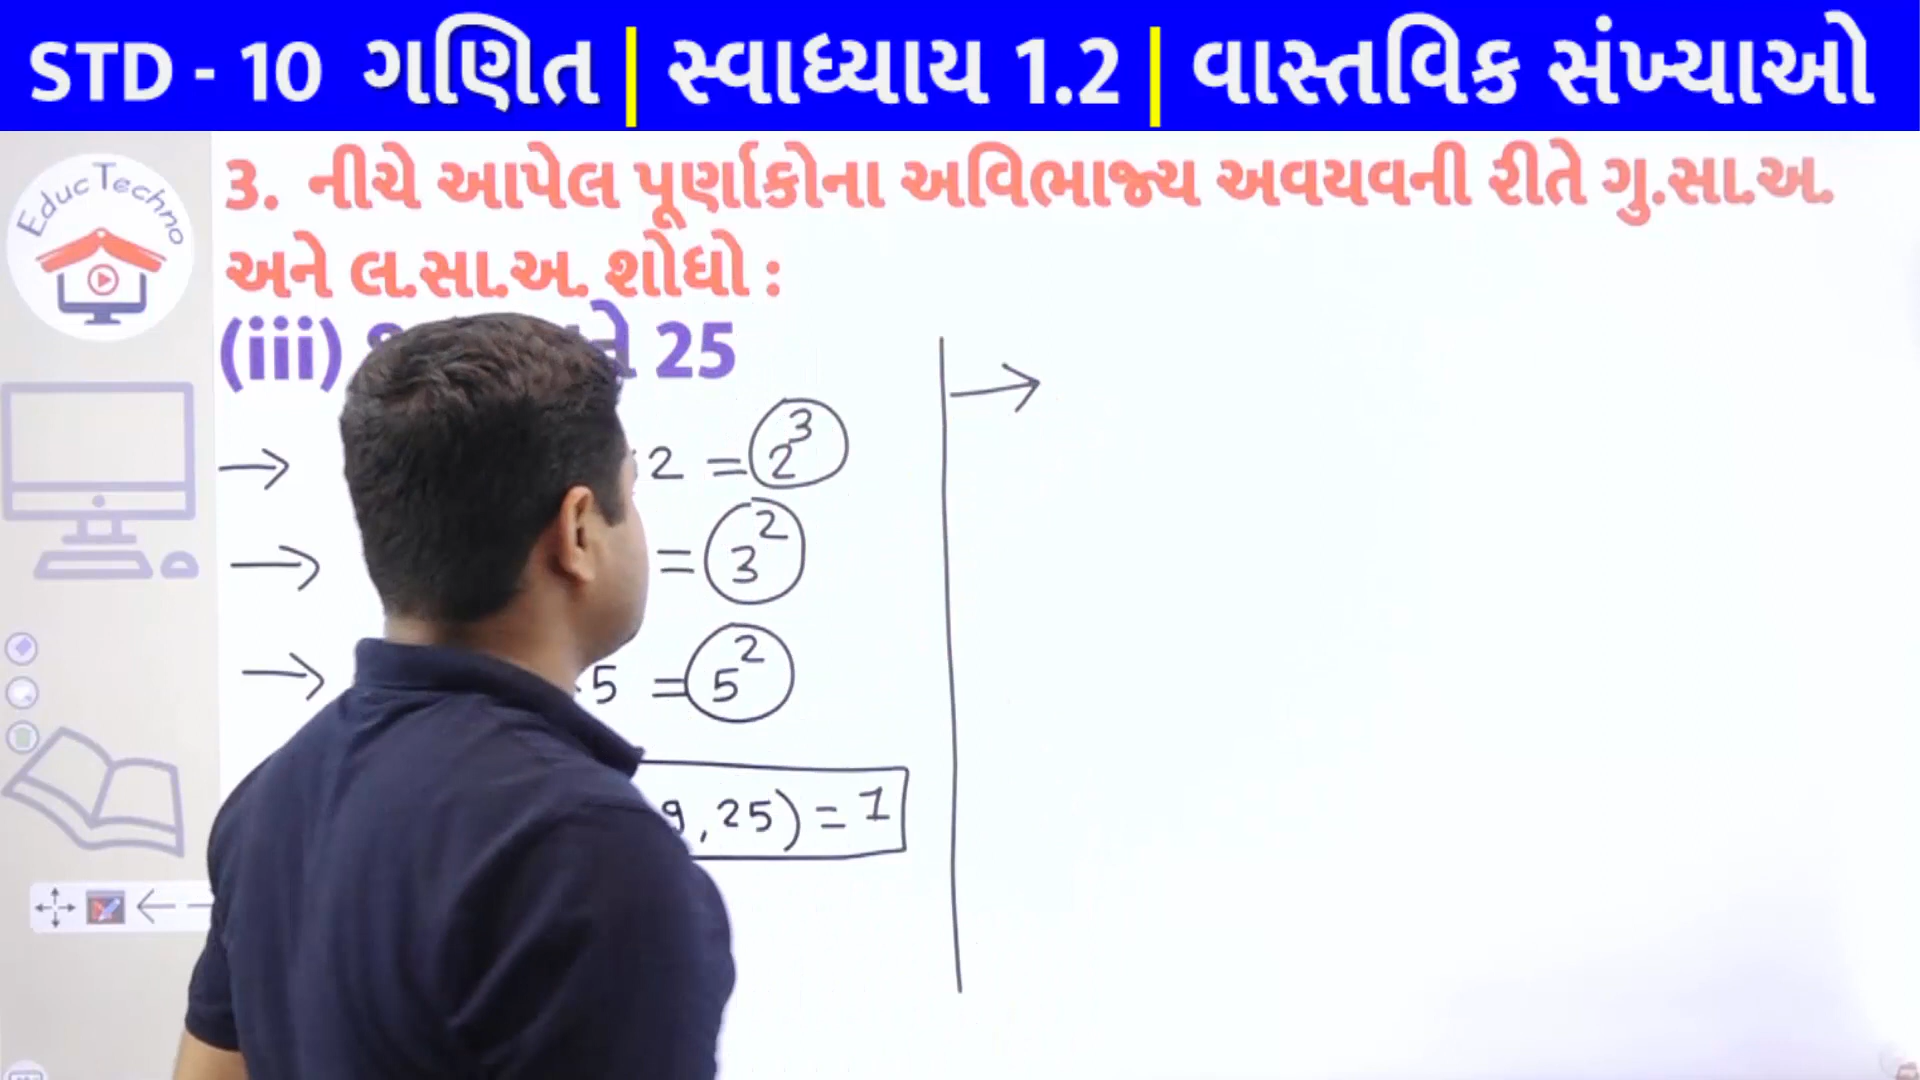 STD - 10 ગણિત | સ્વાધ્યાય 1.2 | વાસ્તવિક સંખ્યાઓ
EducTechno
3. નીચે આપેલ પૂર્ણાંકોના અવિભાજ્ય અવયવની રીતે ગુ.સા.અ.
અને લ.સા.અ. શોધો :
(iii) 25
→ 2 = 2³
→ = 3²
→ 5 = 5²
9, 25) = 1
→